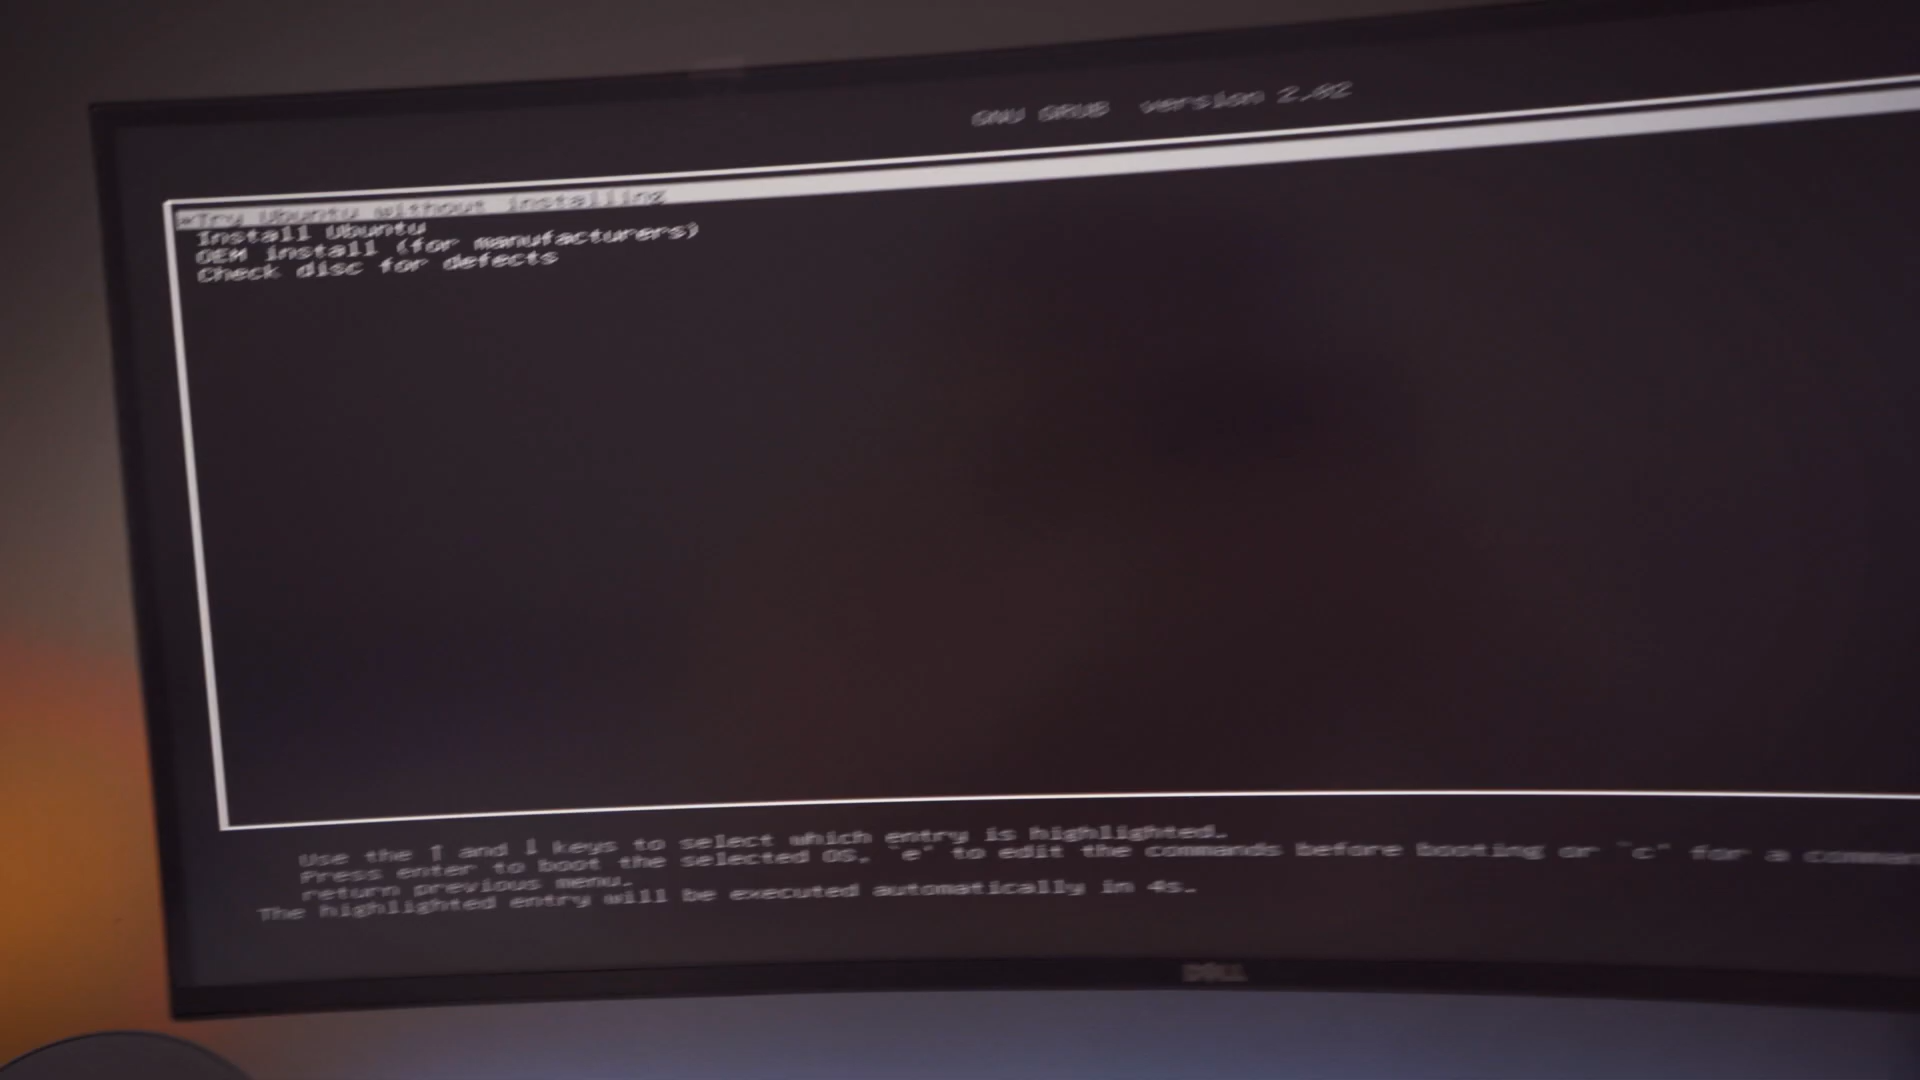 GNU GRUB version 2.02
*Try Ubuntu without installing
Install Ubuntu
OEM install (for manufacturers)
Check disc for defects
Use the ↑ and ↓ keys to select which entry is highlighted.
Press enter to boot the selected OS, `e' to edit the commands before booting or `c' for a comman
return previous menu.
The highlighted entry will be executed automatically in 4s.
DELL